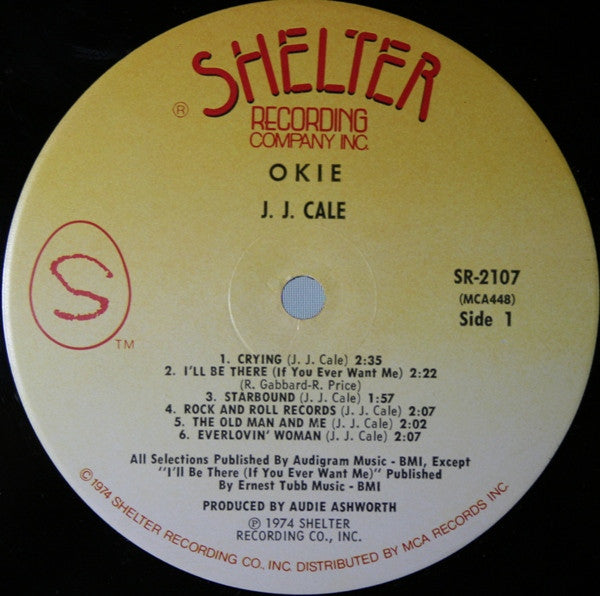 SHELTER
®
RECORDING
COMPANY INC.
OKIE
J. J. CALE
S
TM
SR-2107
(MCA448)
Side 1
1. CRYING (J. J. Cale) 2:35
2. I'LL BE THERE (If You Ever Want Me) 2:22
(R. Gabbard-R. Price)
3. STARBOUND (J. J. Cale) 1:57
4. ROCK AND ROLL RECORDS (J. J. Cale) 2:07
5. THE OLD MAN AND ME (J. J. Cale) 2:02
6. EVERLOVIN' WOMAN (J. J. Cale) 2:07
All Selections Published By Audigram Music - BMI, Except
"I'll Be There (If You Ever Want Me)" Published
By Ernest Tubb Music - BMI
PRODUCED BY AUDIE ASHWORTH
℗ 1974 SHELTER
RECORDING CO., INC.
© 1974 SHELTER RECORDING CO., INC. DISTRIBUTED BY MCA RECORDS INC.